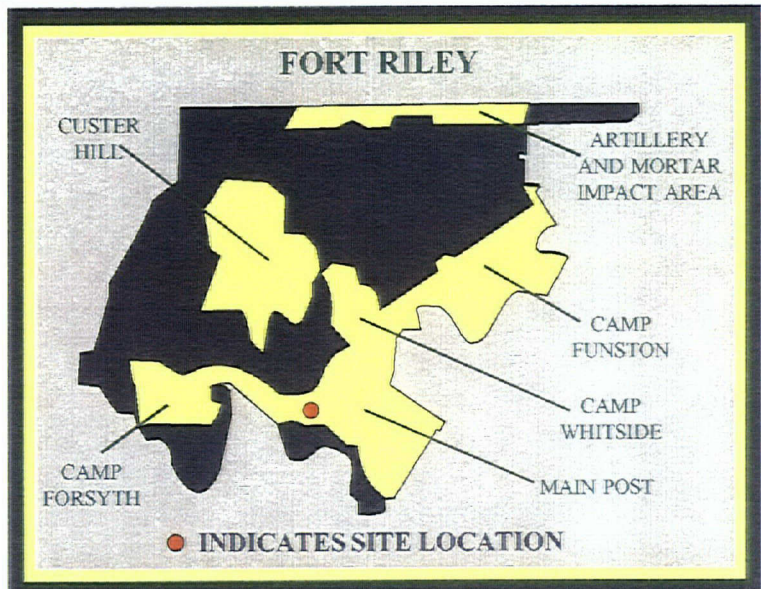 FORT RILEY
CUSTER
HILL
ARTILLERY
AND MORTAR
IMPACT AREA
CAMP
FUNSTON
CAMP
WHITSIDE
CAMP
FORSYTH
MAIN POST
INDICATES SITE LOCATION